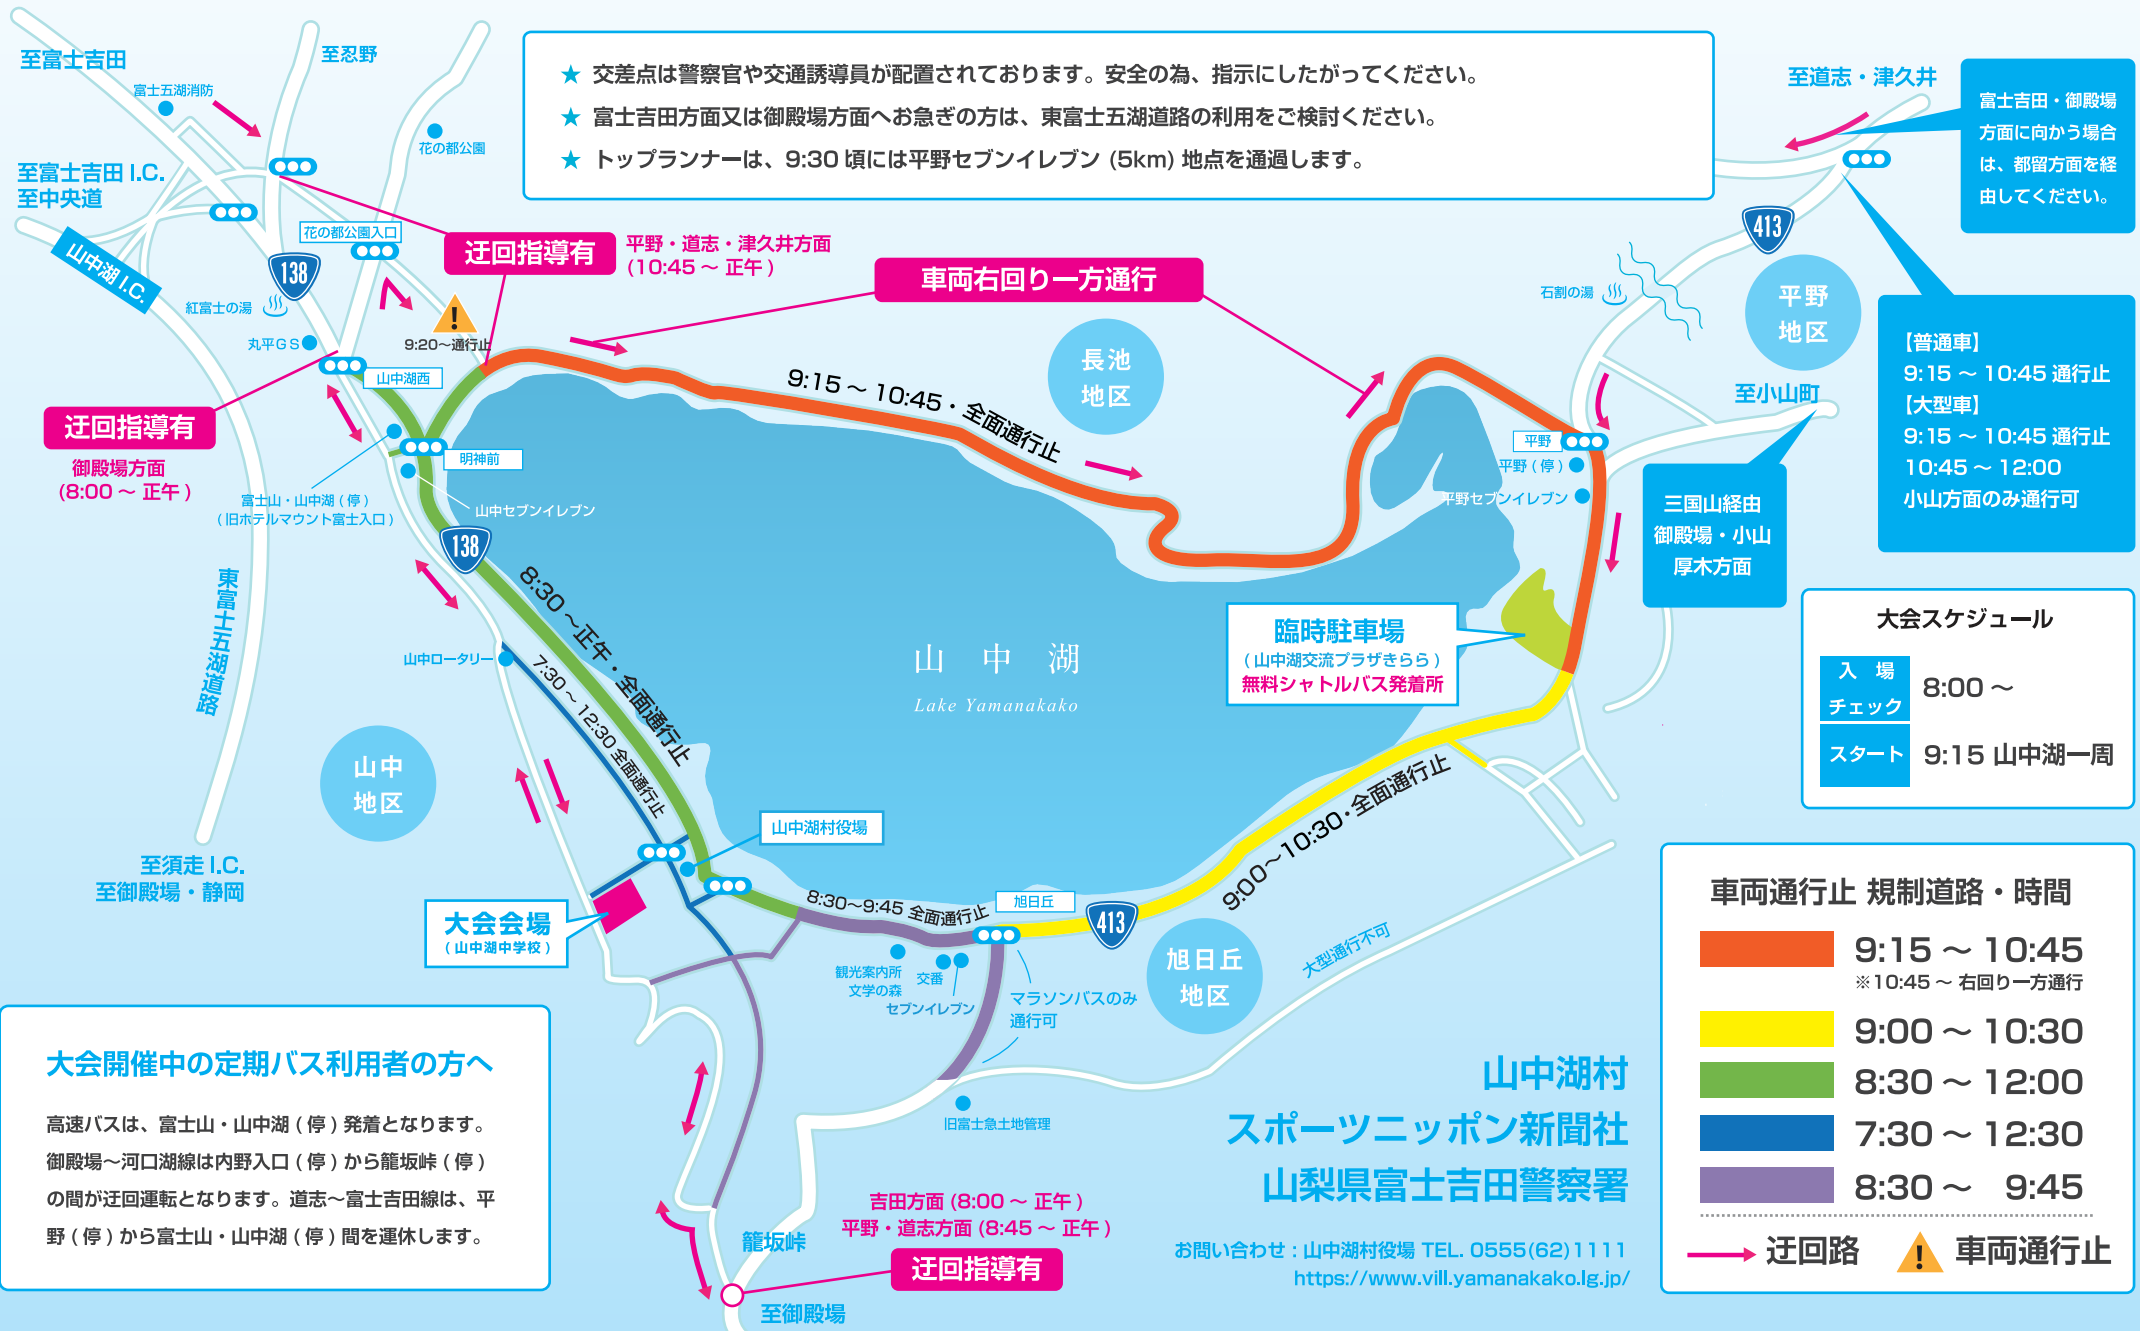 ★ 交差点は警察官や交通誘導員が配置されております。安全の為、指示にしたがってください。
★ 富士吉田方面又は御殿場方面へお急ぎの方は、東富士五湖道路の利用をご検討ください。
★ トップランナーは、9:30 頃には平野セブンイレブン (5km) 地点を通過します。
至富士吉田
至忍野
富士五湖消防
花の都公園
至富士吉田 I.C.
至中央道
山中湖 I.C.
花の都公園入口
138
紅富士の湯
丸平GS
迂回指導有
平野・道志・津久井方面
(10:45 ～ 正午 )
9:20～通行止
山中湖西
迂回指導有
御殿場方面
(8:00 ～ 正午 )
車両右回り一方通行
長池
地区
9:15 ～ 10:45・全面通行止
至道志・津久井
富士吉田・御殿場
方面に向かう場合
は、都留方面を経
由してください。
413
平野
地区
石割の湯
【普通車】
9:15 ～ 10:45 通行止
【大型車】
9:15 ～ 10:45 通行止
10:45 ～ 12:00
小山方面のみ通行可
至小山町
三国山経由
御殿場・小山
厚木方面
平野
平野 ( 停 )
平野セブンイレブン
明神前
富士山・山中湖 ( 停 )
( 旧ホテルマウント富士入口 )
山中セブンイレブン
138
東富士五湖道路
8:30 ～正午・全面通行止
7:30 ～ 12:30 全面通行止
山中ロータリー
山中
地区
山中湖
Lake Yamanakako
臨時駐車場
( 山中湖交流プラザきらら )
無料シャトルバス発着所
大会スケジュール
入　場
チェック
8:00 ～
スタート
9:15 山中湖一周
至須走 I.C.
至御殿場・静岡
山中湖村役場
大会会場
( 山中湖中学校 )
8:30～9:45 全面通行止
旭日丘
413
9:00～10:30・全面通行止
旭日丘
地区
大型通行不可
観光案内所
文学の森
交番
セブンイレブン
マラソンバスのみ
通行可
旧富士急土地管理
車両通行止 規制道路・時間
9:15 ～ 10:45
※10:45 ～ 右回り一方通行
9:00 ～ 10:30
8:30 ～ 12:00
7:30 ～ 12:30
8:30 ～ 9:45
迂回路
! 車両通行止
大会開催中の定期バス利用者の方へ
高速バスは、富士山・山中湖 ( 停 ) 発着となります。
御殿場～河口湖線は内野入口 ( 停 ) から籠坂峠 ( 停 )
の間が迂回運転となります。道志～富士吉田線は、平
野 ( 停 ) から富士山・山中湖 ( 停 ) 間を運休します。
籠坂峠
吉田方面 (8:00 ～ 正午 )
平野・道志方面 (8:45 ～ 正午 )
迂回指導有
至御殿場
山中湖村
スポーツニッポン新聞社
山梨県富士吉田警察署
お問い合わせ : 山中湖村役場 TEL. 0555(62)1111
https://www.vill.yamanakako.lg.jp/